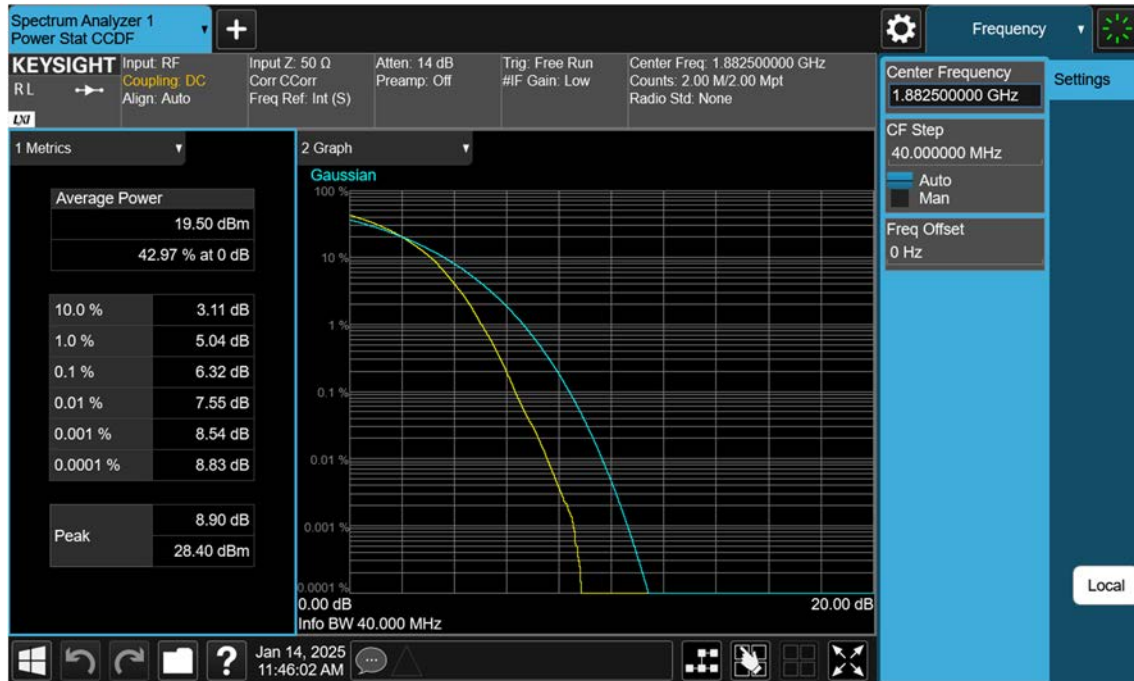 Spectrum Analyzer 1
Power Stat CCDF
+
Frequency
KEYSIGHT
RL
LXI
Input: RF
Coupling: DC
Align: Auto
Input Z: 50 Ω
Corr CCorr
Freq Ref: Int (S)
Atten: 14 dB
Preamp: Off
Trig: Free Run
#IF Gain: Low
Center Freq: 1.882500000 GHz
Counts: 2.00 M/2.00 Mpt
Radio Std: None
Center Frequency
1.882500000 GHz
Settings
CF Step
40.000000 MHz
Auto
Man
Freq Offset
0 Hz
1 Metrics
Average Power
19.50 dBm
42.97 % at 0 dB
10.0 % 3.11 dB
1.0 % 5.04 dB
0.1 % 6.32 dB
0.01 % 7.55 dB
0.001 % 8.54 dB
0.0001 % 8.83 dB
Peak
8.90 dB
28.40 dBm
2 Graph
Gaussian
100 %
10 %
1 %
0.1 %
0.01 %
0.001 %
0.0001 %
0.00 dB 20.00 dB
Info BW 40.000 MHz
Local
?
Jan 14, 2025
11:46:02 AM